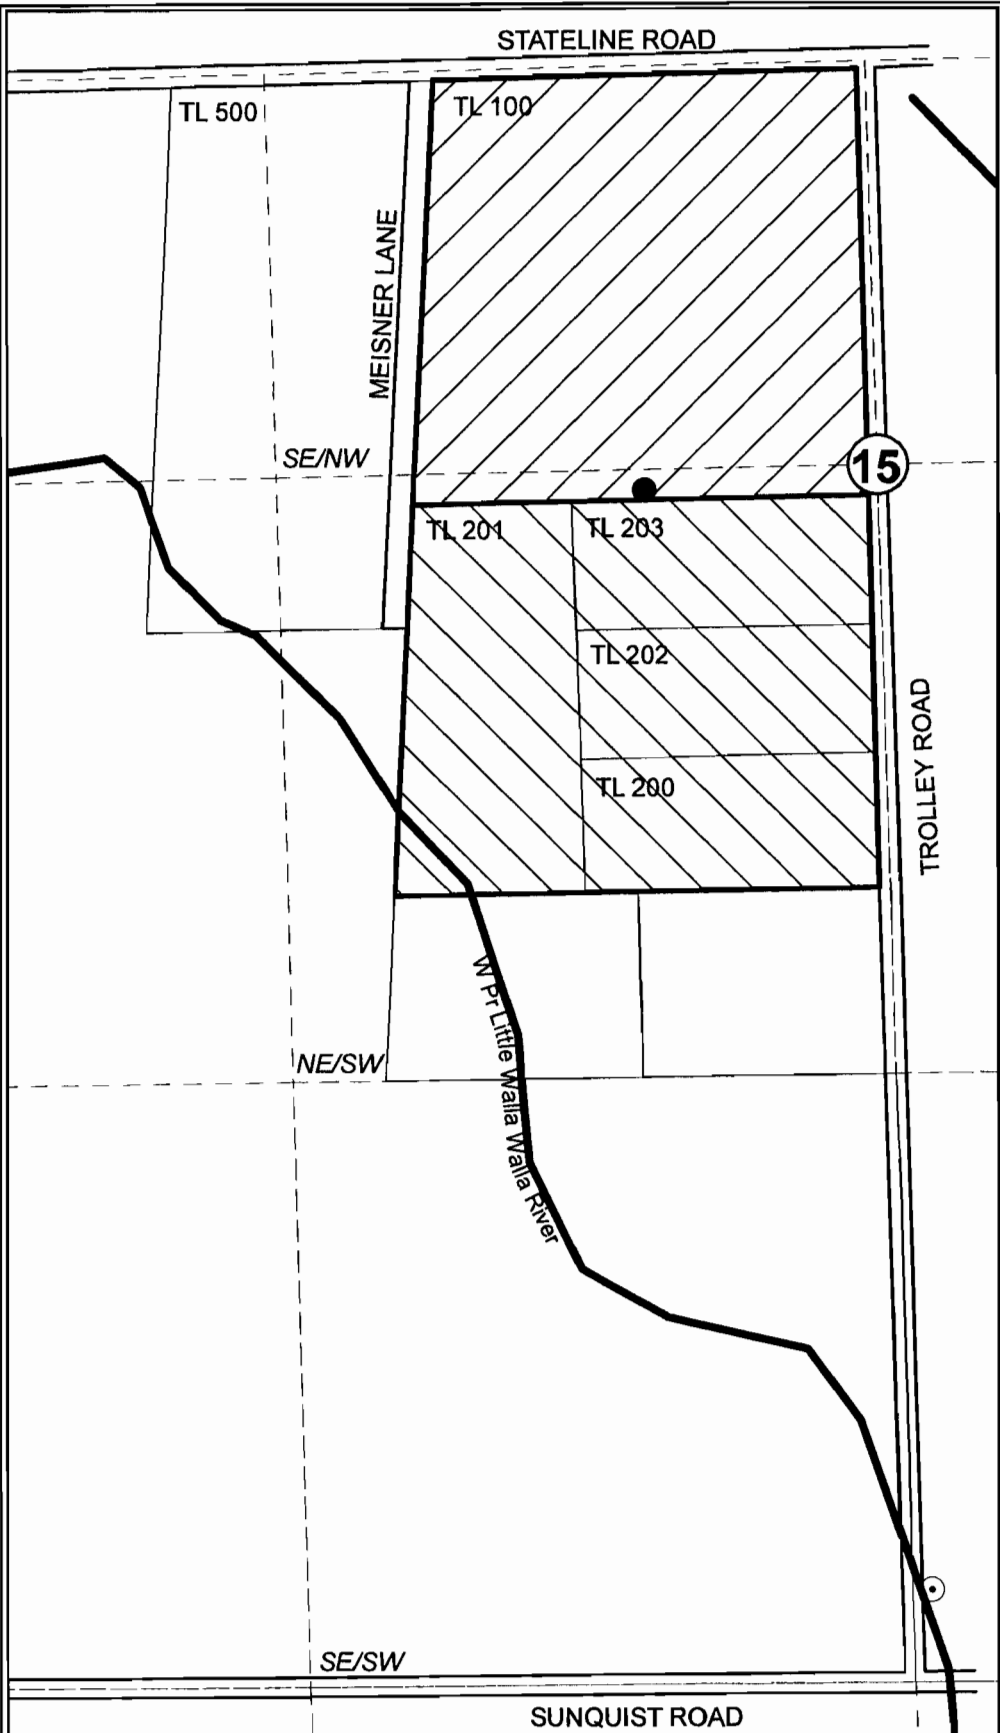 STATELINE ROAD
TL 500
TL 100
MEISNER LANE
SE/NW
15
TL 201
TL 203
TL 202
TL 200
TROLLEY ROAD
W Pr Little Walla Walla River
NE/SW
SE/SW
SUNQUIST ROAD